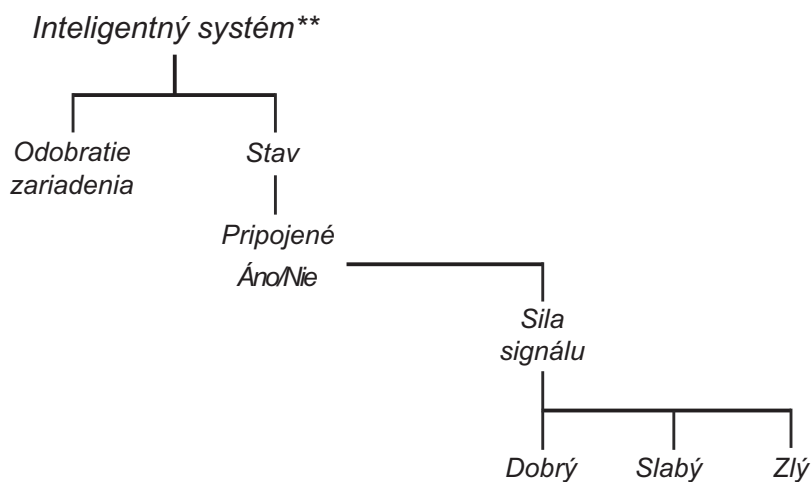 Inteligentný systém**
Odobratie
zariadenia
Stav
Pripojené
Áno/Nie
Sila
signálu
Dobrý
Slabý
Zlý